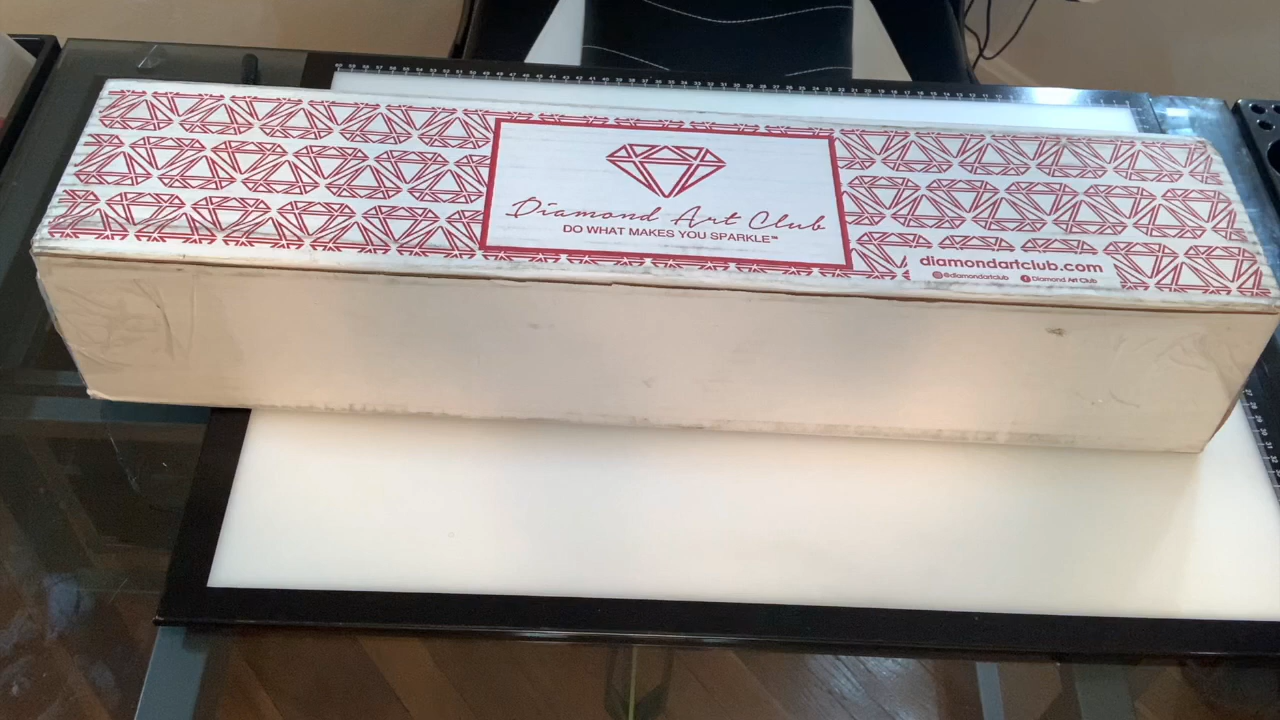 Diamond Art Club
DO WHAT MAKES YOU SPARKLE™
diamondartclub.com
@diamondartclub Diamond Art Club